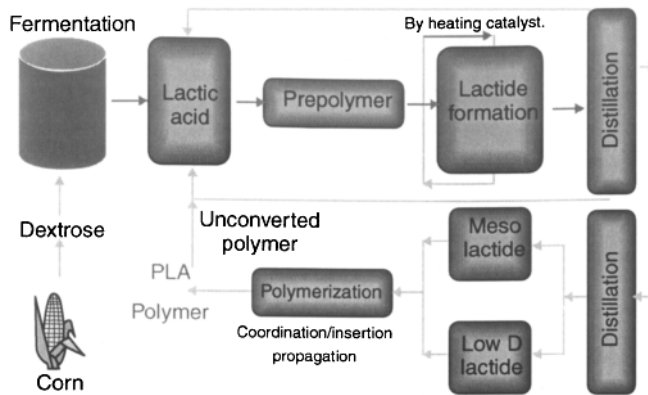 Fermentation
By heating catalyst.
Lactic
acid
Prepolymer
Lactide
formation
Distillation
Dextrose
Unconverted
polymer
Meso
lactide
PLA
Polymer
Polymerization
Distillation
Coordination/insertion
propagation
Low D
lactide
Corn